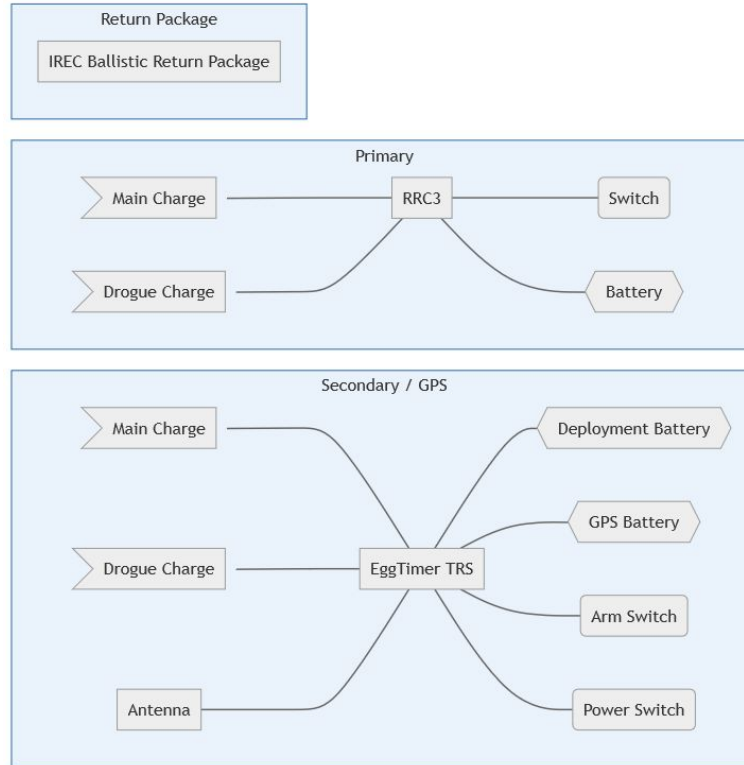 Return Package
IREC Ballistic Return Package
Primary
Main Charge
RRC3
Switch
Drogue Charge
Battery
Secondary / GPS
Main Charge
Deployment Battery
GPS Battery
Drogue Charge
EggTimer TRS
Arm Switch
Antenna
Power Switch